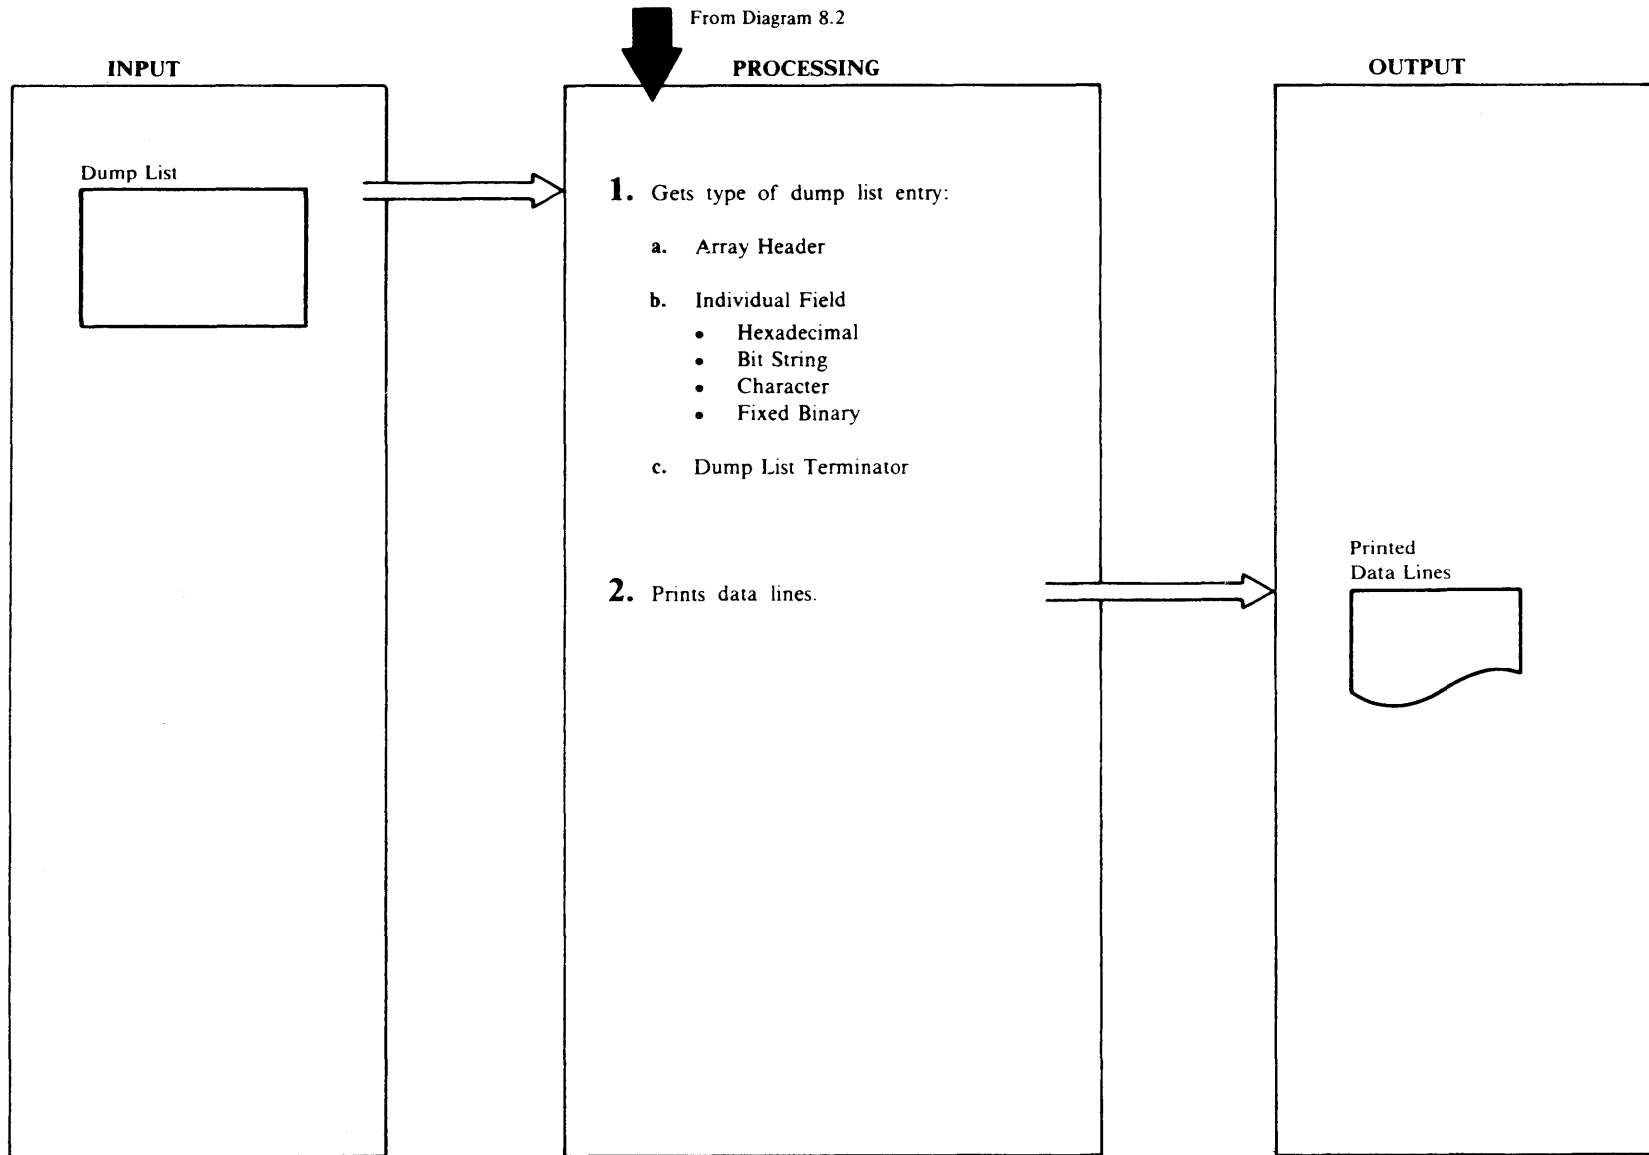 From Diagram 8.2
INPUT
PROCESSING
OUTPUT
Dump List
1. Gets type of dump list entry:
a. Array Header
b. Individual Field
• Hexadecimal
• Bit String
• Character
• Fixed Binary
c. Dump List Terminator
Printed
Data Lines
2. Prints data lines.